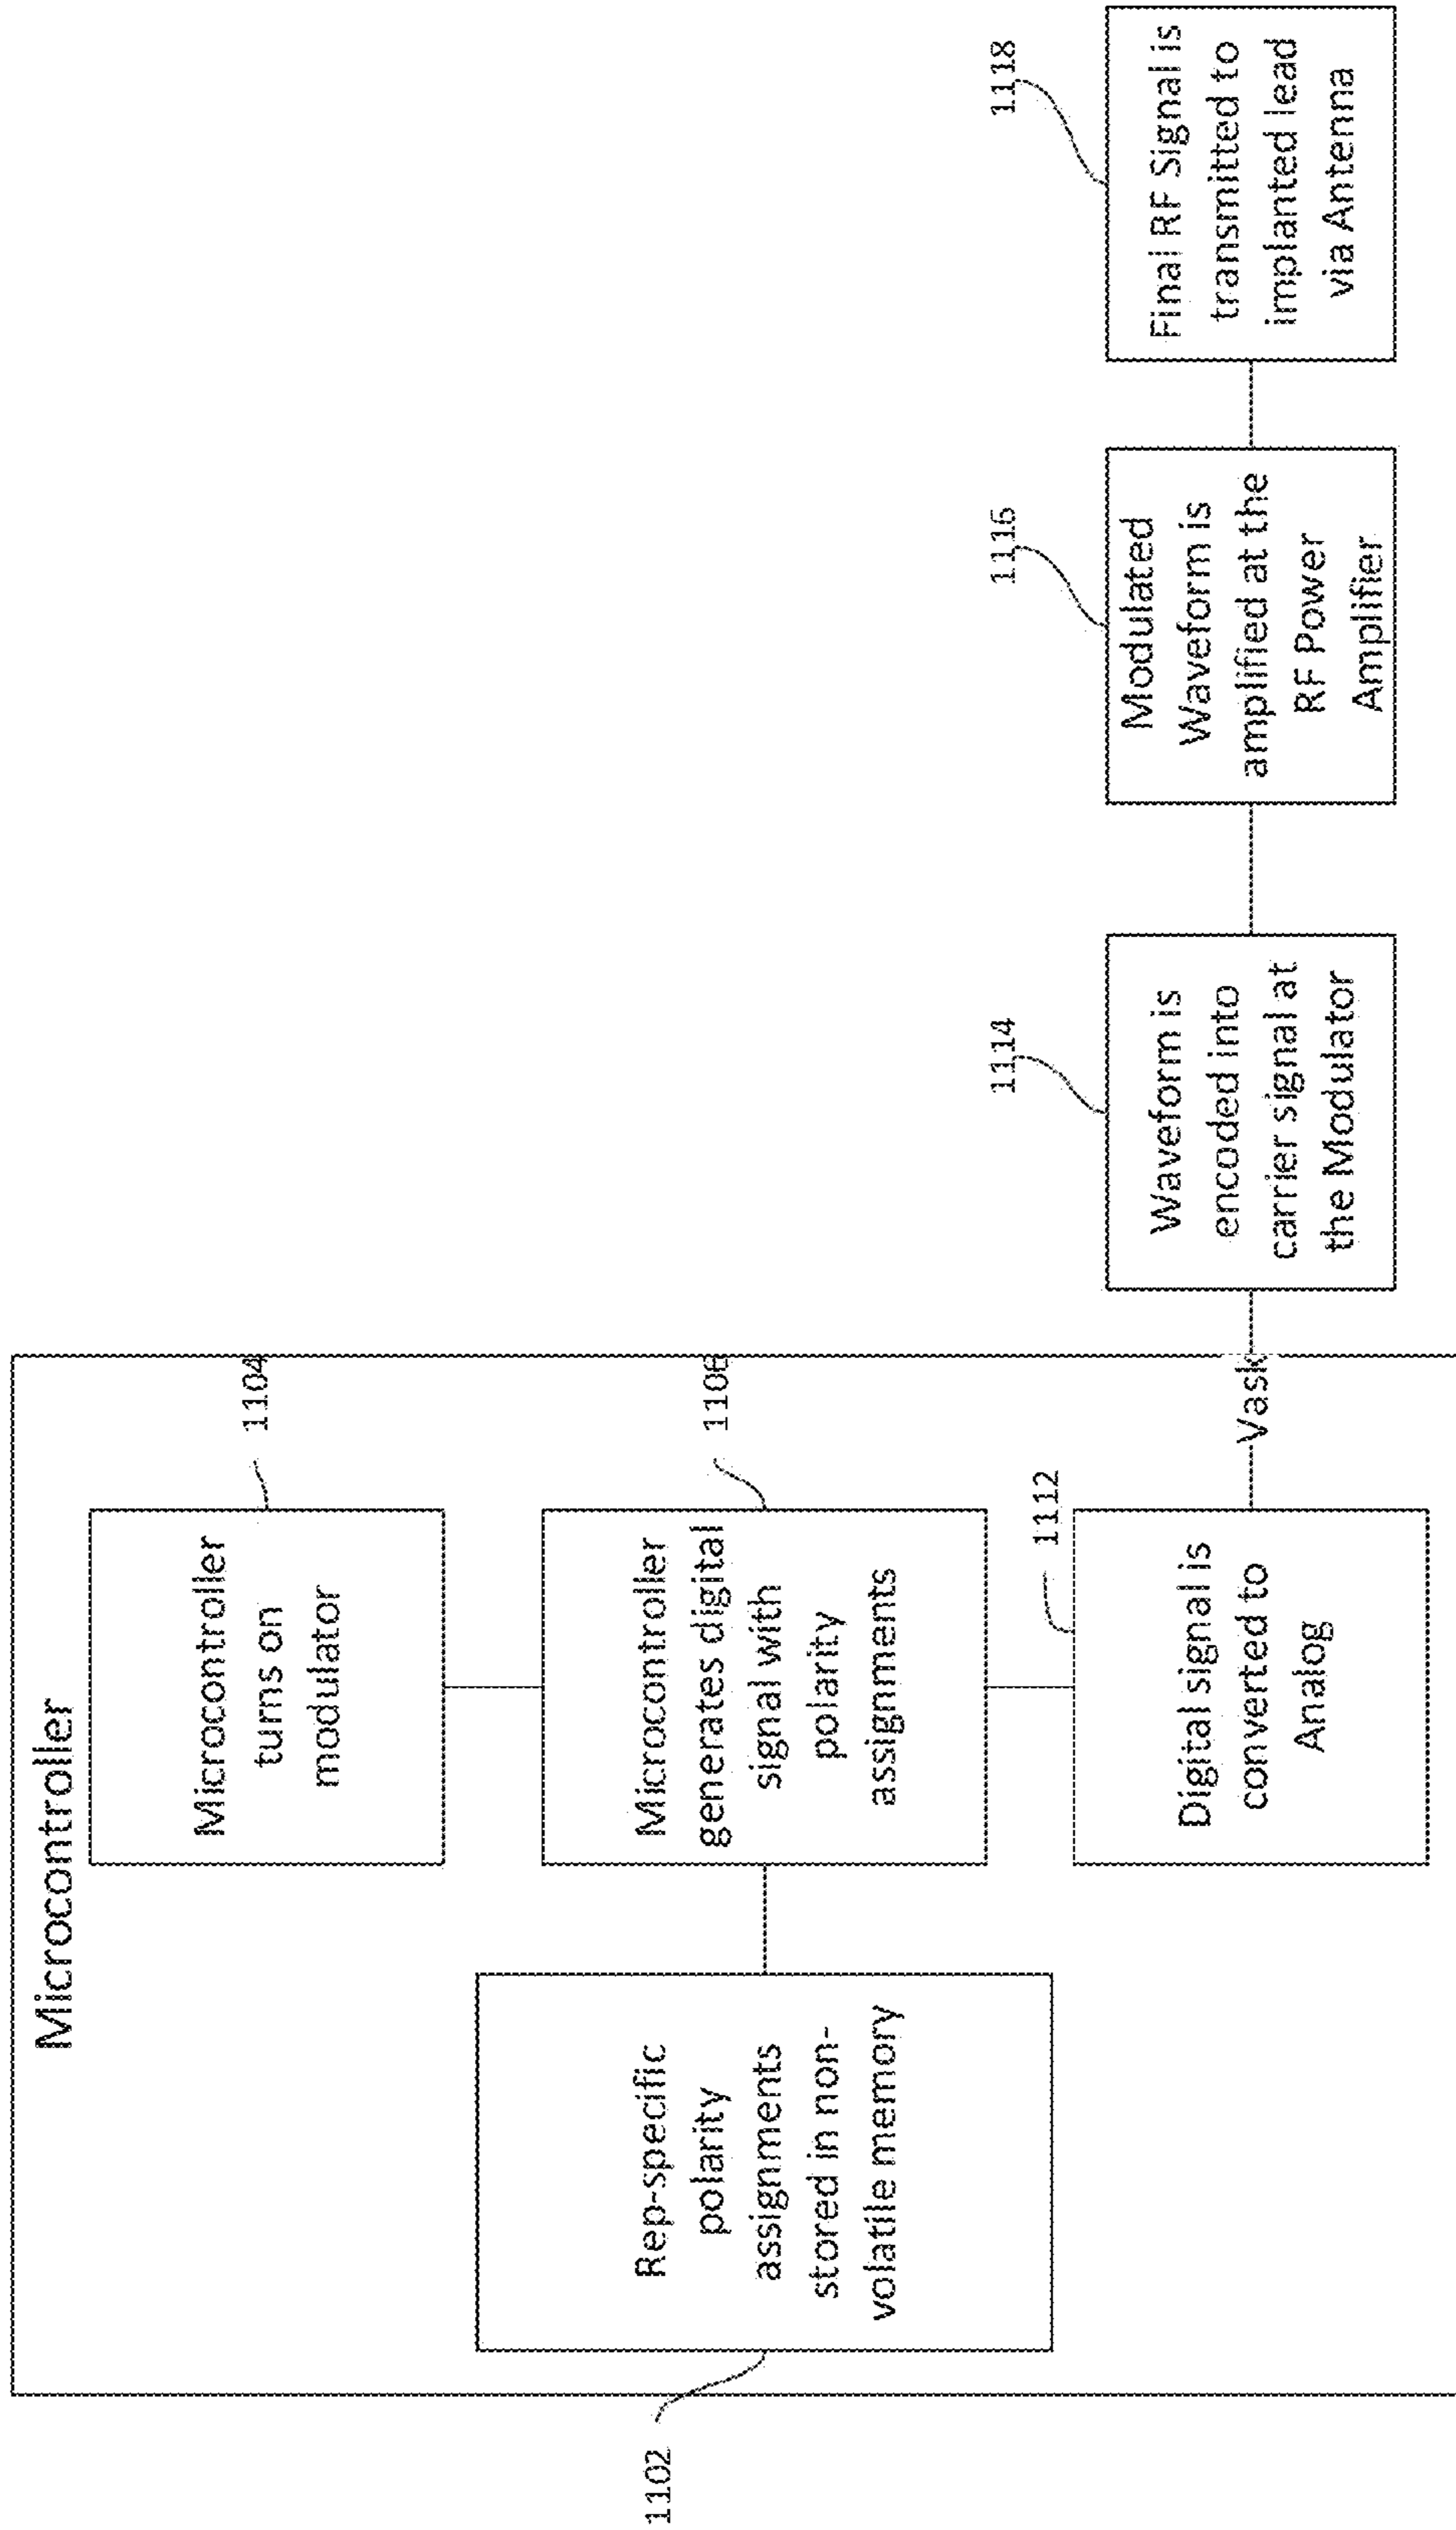 Microcontroller
1104
Microcontroller
turns on
modulator
1102
Rep-specific
polarity
assignments
stored in non-
volatile memory
1106
Microcontroller
generates digital
signal with
polarity
assignments
1112
Digital signal is
converted to
Analog
Vask
1114
Waveform is
encoded into
carrier signal at
the Modulator
1116
Modulated
Waveform is
amplified at the
RF Power
Amplifier
1118
Final RF Signal is
transmitted to
implanted lead
via Antenna